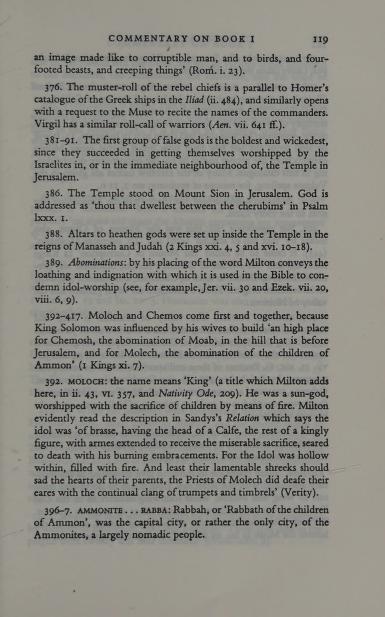 COMMENTARY ON BOOK I 119
an image made like to corruptible man, and to birds, and four-
footed beasts, and creeping things' (Rom. i. 23).
376. The muster-roll of the rebel chiefs is a parallel to Homer's
catalogue of the Greek ships in the Iliad (ii. 484), and similarly opens
with a request to the Muse to recite the names of the commanders.
Virgil has a similar roll-call of warriors (Aen. vii. 641 ff.).
381–91. The first group of false gods is the boldest and wickedest,
since they succeeded in getting themselves worshipped by the
Israelites in, or in the immediate neighbourhood of, the Temple in
Jerusalem.
386. The Temple stood on Mount Sion in Jerusalem. God is
addressed as 'thou that dwellest between the cherubims' in Psalm
lxxx. 1.
388. Altars to heathen gods were set up inside the Temple in the
reigns of Manasseh and Judah (2 Kings xxi. 4, 5 and xvi. 10–18).
389. Abominations: by his placing of the word Milton conveys the
loathing and indignation with which it is used in the Bible to con-
demn idol-worship (see, for example, Jer. vii. 30 and Ezek. vii. 20,
viii. 6, 9).
392–417. Moloch and Chemos come first and together, because
King Solomon was influenced by his wives to build 'an high place
for Chemosh, the abomination of Moab, in the hill that is before
Jerusalem, and for Molech, the abomination of the children of
Ammon' (1 Kings xi. 7).
392. MOLOCH: the name means 'King' (a title which Milton adds
here, in ii. 43, VI. 357, and Nativity Ode, 209). He was a sun-god,
worshipped with the sacrifice of children by means of fire. Milton
evidently read the description in Sandys's Relation which says the
idol was 'of brasse, having the head of a Calfe, the rest of a kingly
figure, with armes extended to receive the miserable sacrifice, seared
to death with his burning embracements. For the Idol was hollow
within, filled with fire. And least their lamentable shreeks should
sad the hearts of their parents, the Priests of Molech did deafe their
eares with the continual clang of trumpets and timbrels' (Verity).
396–7. AMMONITE . . . RABBA: Rabbah, or 'Rabbath of the children
of Ammon', was the capital city, or rather the only city, of the
Ammonites, a largely nomadic people.